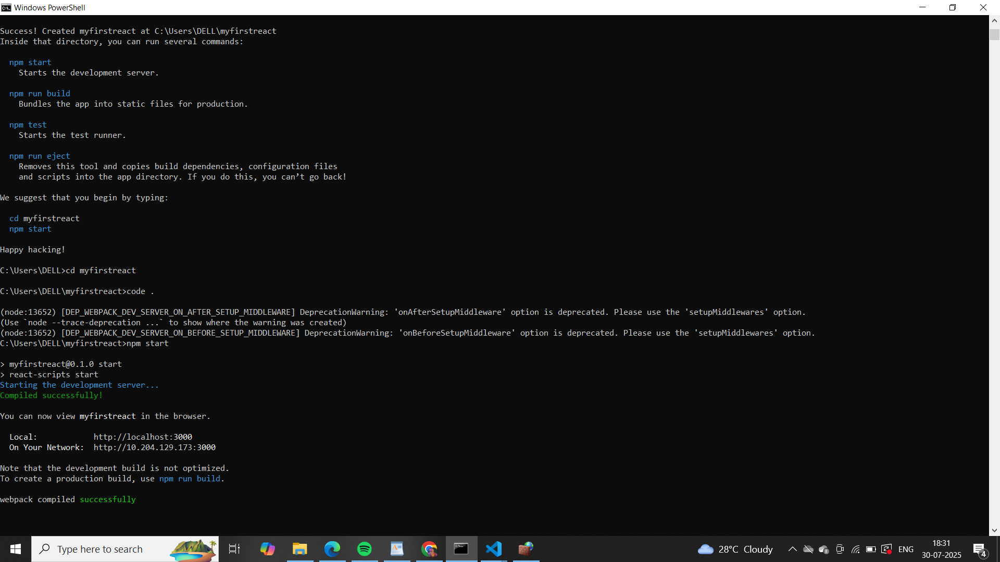 Windows PowerShell
Success! Created myfirstreact at C:\Users\DELL\myfirstreact
Inside that directory, you can run several commands:
npm start
Starts the development server.
npm run build
Bundles the app into static files for production.
npm test
Starts the test runner.
npm run eject
Removes this tool and copies build dependencies, configuration files
and scripts into the app directory. If you do this, you can’t go back!
We suggest that you begin by typing:
cd myfirstreact
npm start
Happy hacking!
C:\Users\DELL>cd myfirstreact
C:\Users\DELL\myfirstreact>code .
(node:13652) [DEP_WEBPACK_DEV_SERVER_ON_AFTER_SETUP_MIDDLEWARE] DeprecationWarning: 'onAfterSetupMiddleware' option is deprecated. Please use the 'setupMiddlewares' option.
(Use `node --trace-deprecation ...` to show where the warning was created)
(node:13652) [DEP_WEBPACK_DEV_SERVER_ON_BEFORE_SETUP_MIDDLEWARE] DeprecationWarning: 'onBeforeSetupMiddleware' option is deprecated. Please use the 'setupMiddlewares' option.
C:\Users\DELL\myfirstreact>npm start
> myfirstreact@0.1.0 start
> react-scripts start
Starting the development server...
Compiled successfully!
You can now view myfirstreact in the browser.
Local: http://localhost:3000
On Your Network: http://10.204.129.173:3000
Note that the development build is not optimized.
To create a production build, use npm run build.
webpack compiled successfully
Type here to search
28°C Cloudy
ENG
18:31
30-07-2025
4